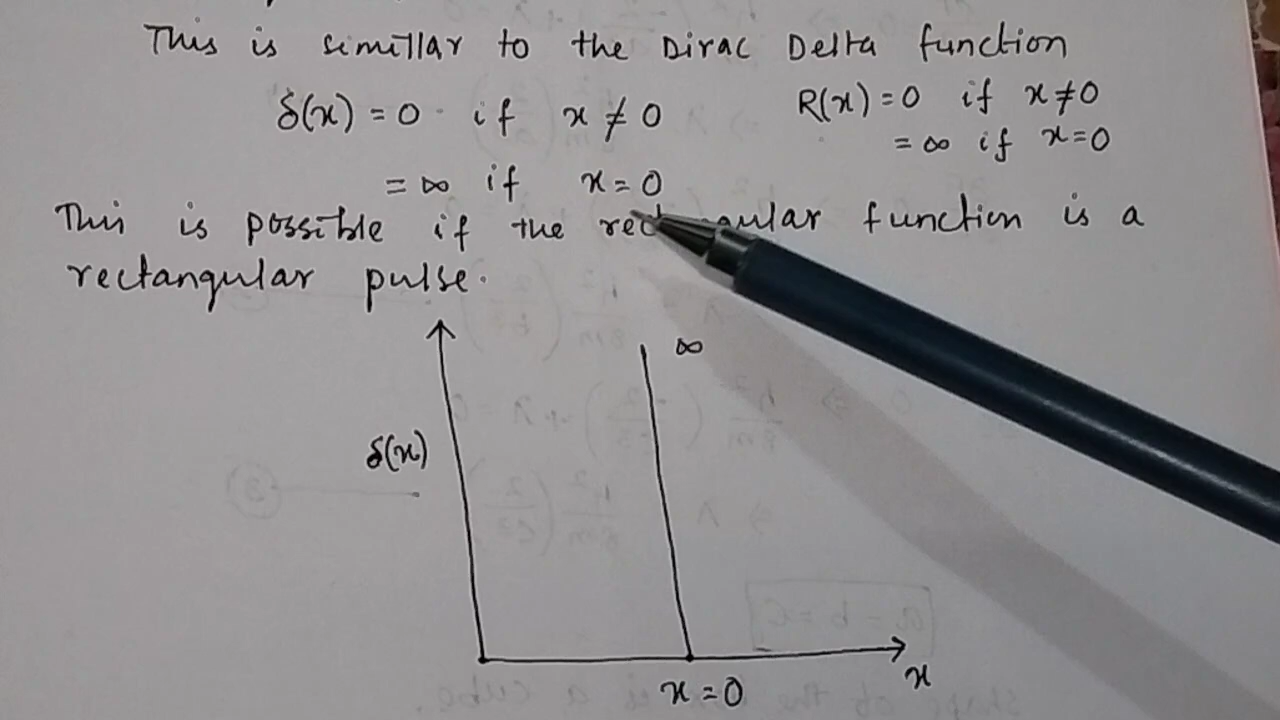 This is simillar to the Dirac Delta function
δ(x) = 0 if x ≠ 0 R(x) = 0 if x ≠ 0
= ∞ if x = 0 = ∞ if x = 0
This is possible if the function is a
rectangular pulse.
∞
δ(x)
x = 0
x